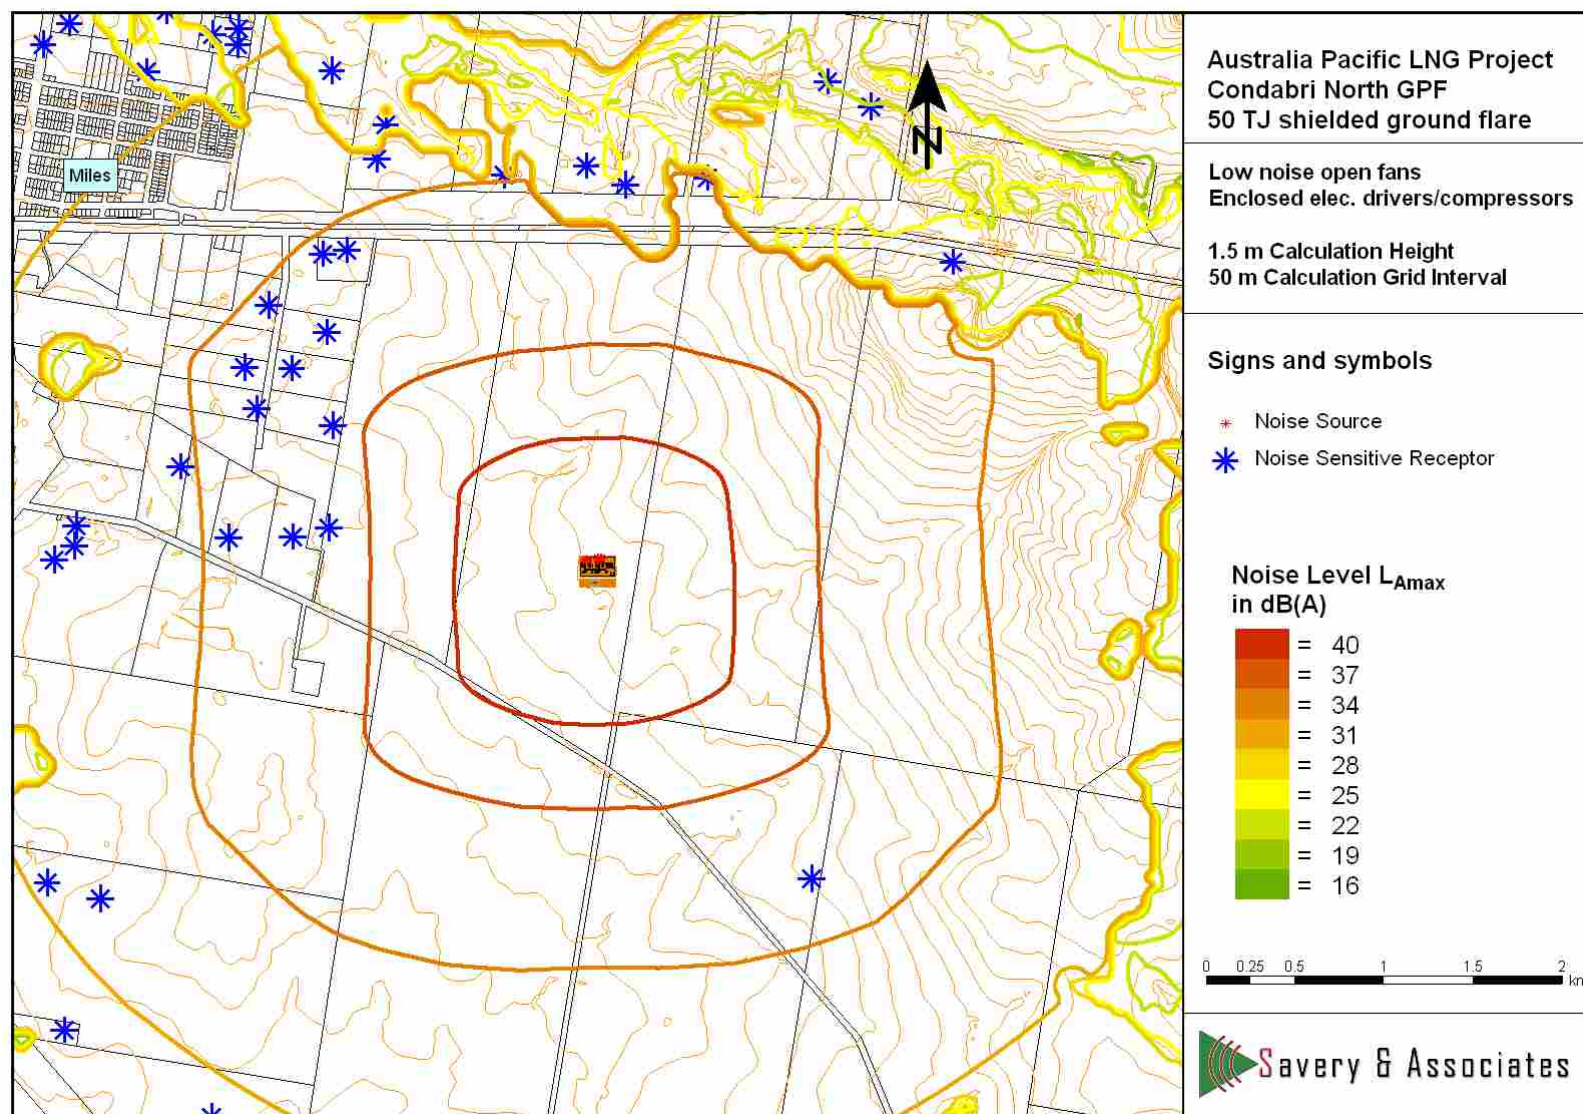 Miles
N
Australia Pacific LNG Project
Condabri North GPF
50 TJ shielded ground flare
Low noise open fans
Enclosed elec. drivers/compressors
1.5 m Calculation Height
50 m Calculation Grid Interval
Signs and symbols
Noise Source
Noise Sensitive Receptor
Noise Level LAmax
in dB(A)
= 40
= 37
= 34
= 31
= 28
= 25
= 22
= 19
= 16
0 0.25 0.5 1 1.5 2
km
Savery & Associates